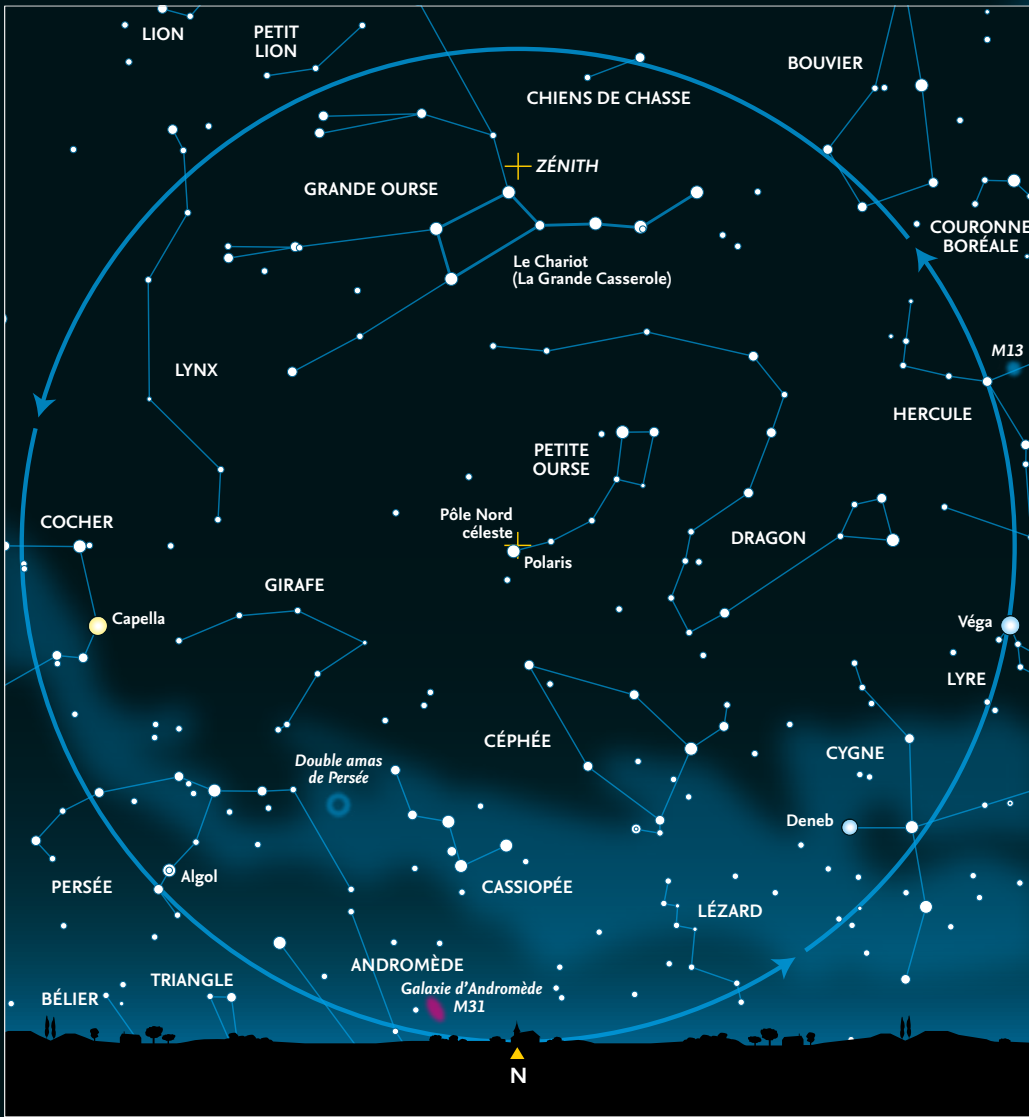 LION
PETIT
LION
CHIENS DE CHASSE
BOUVIER
ZÉNITH
GRANDE OURSE
COURONNE
BORÉALE
Le Chariot
(La Grande Casserole)
M13
LYNX
HERCULE
PETITE
OURSE
Pôle Nord
céleste
COCHER
DRAGON
Polaris
GIRAFE
Capella
Véga
LYRE
CÉPHÉE
CYGNE
Double amas
de Persée
Deneb
PERSÉE
Algol
CASSIOPÉE
LÉZARD
ANDROMÈDE
TRIANGLE
BÉLIER
Galaxie d'Andromède
M31
N